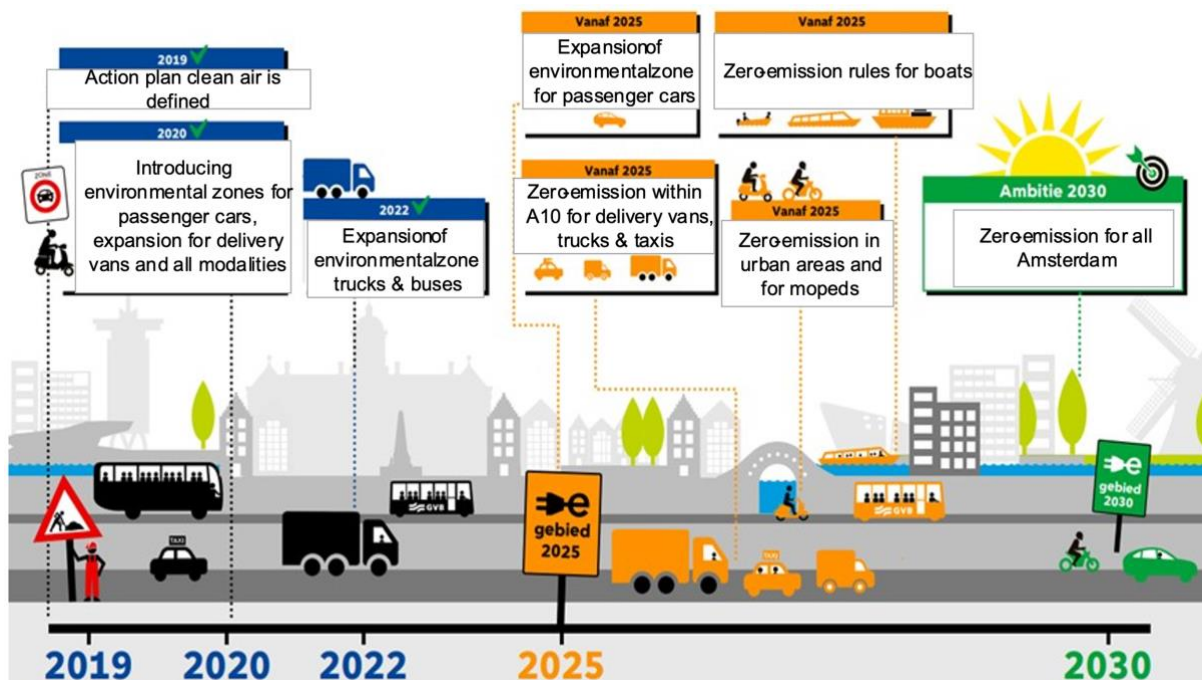 2019
Action plan clean air is
defined
2020
Introducing
environmental zones for
passenger cars,
expansion for delivery
vans and all modalities
ZONE
2022
Expansionof
environmentalzone
trucks & buses
Vanaf 2025
Expansionof
environmentalzone
for passenger cars
Vanaf 2025
Zero-emission rules for boats
Vanaf 2025
Zero-emission within
A10 for delivery vans,
trucks & taxis
Vanaf 2025
Zero-emission in
urban areas and
for mopeds
Ambitie 2030
Zero-emission for all
Amsterdam
TAXI
GVB
e
gebied
2025
TAXI
GVB
e
gebied
2030
2019
2020
2022
2025
2030